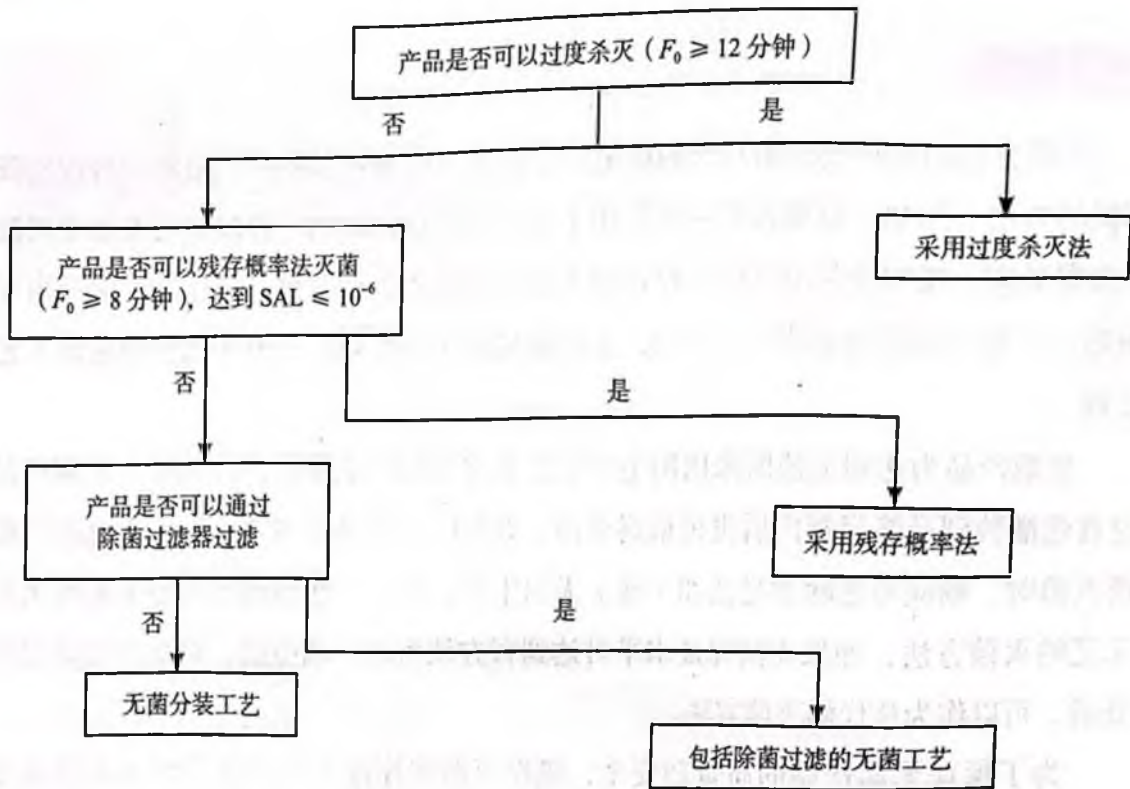 产品是否可以过度杀灭（F₀ ≥ 12 分钟）
否
是
产品是否可以残存概率法灭菌
（F₀ ≥ 8 分钟），达到 SAL ≤ 10⁻⁶
采用过度杀灭法
否
是
产品是否可以通过
除菌过滤器过滤
采用残存概率法
否
是
无菌分装工艺
包括除菌过滤的无菌工艺